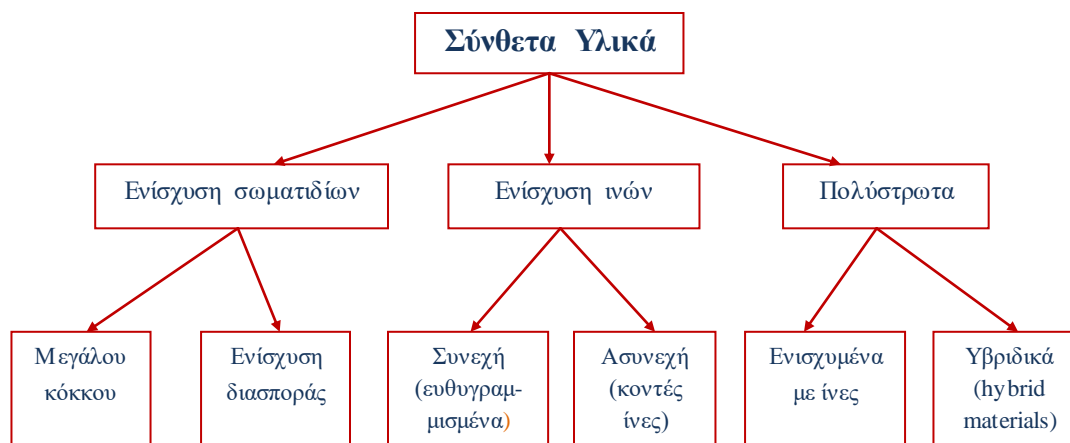 Σύνθετα Υλικά
Ενίσχυση σωματιδίων
Ενίσχυση ινών
Πολύστρωτα
Μεγάλου
κόκκου
Ενίσχυση
διασποράς
Συνεχή
(ευθυγραμ-
μισμένα)
Ασυνεχή
(κοντές
ίνες)
Ενισχυμένα
με ίνες
Υβριδικά
(hybrid
materials)